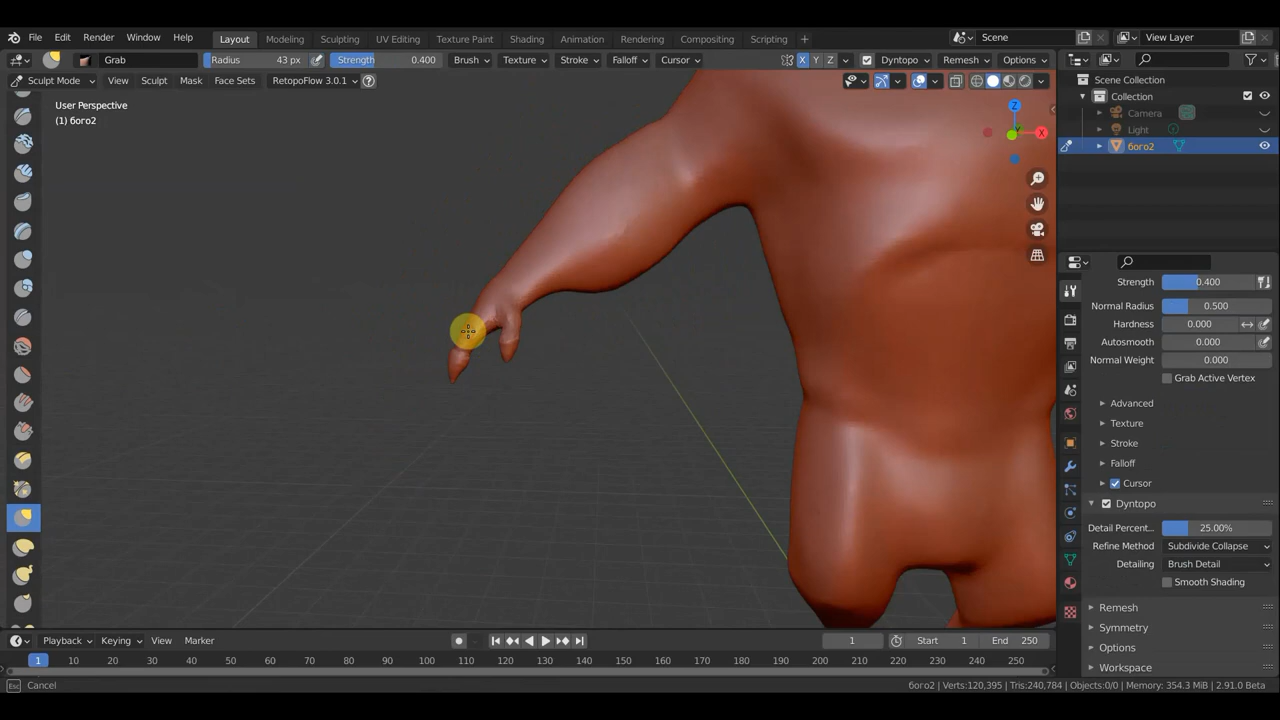 File Edit Render Window Help Layout Modeling Sculpting UV Editing Texture Paint Shading Animation Rendering Compositing Scripting + Scene View Layer
Grab Radius 43 px Strength 0.400 Brush Texture Stroke Falloff Cursor X Y Z Dyntopo Remesh Options
Sculpt Mode View Sculpt Mask Face Sets RetopoFlow 3.0.1 ?
User Perspective
(1) бого2
Z
X
Y
Scene Collection
Collection
Camera
Light
бого2
Strength 0.400
Normal Radius 0.500
Hardness 0.000
Autosmooth 0.000
Normal Weight 0.000
Grab Active Vertex
Advanced
Texture
Stroke
Falloff
Cursor
Dyntopo
Detail Percent... 25.00%
Refine Method Subdivide Collapse
Detailing Brush Detail
Smooth Shading
Remesh
Symmetry
Options
Workspace
Playback Keying View Marker 1 Start 1 End 250
1 10 20 30 40 50 60 70 80 90 100 110 120 130 140 150 160 170 180 190 200 210 220 230 240 250
Esc Cancel бого2 | Verts:120,395 | Tris:240,784 | Objects:0/0 | Memory: 354.3 MiB | 2.91.0 Beta